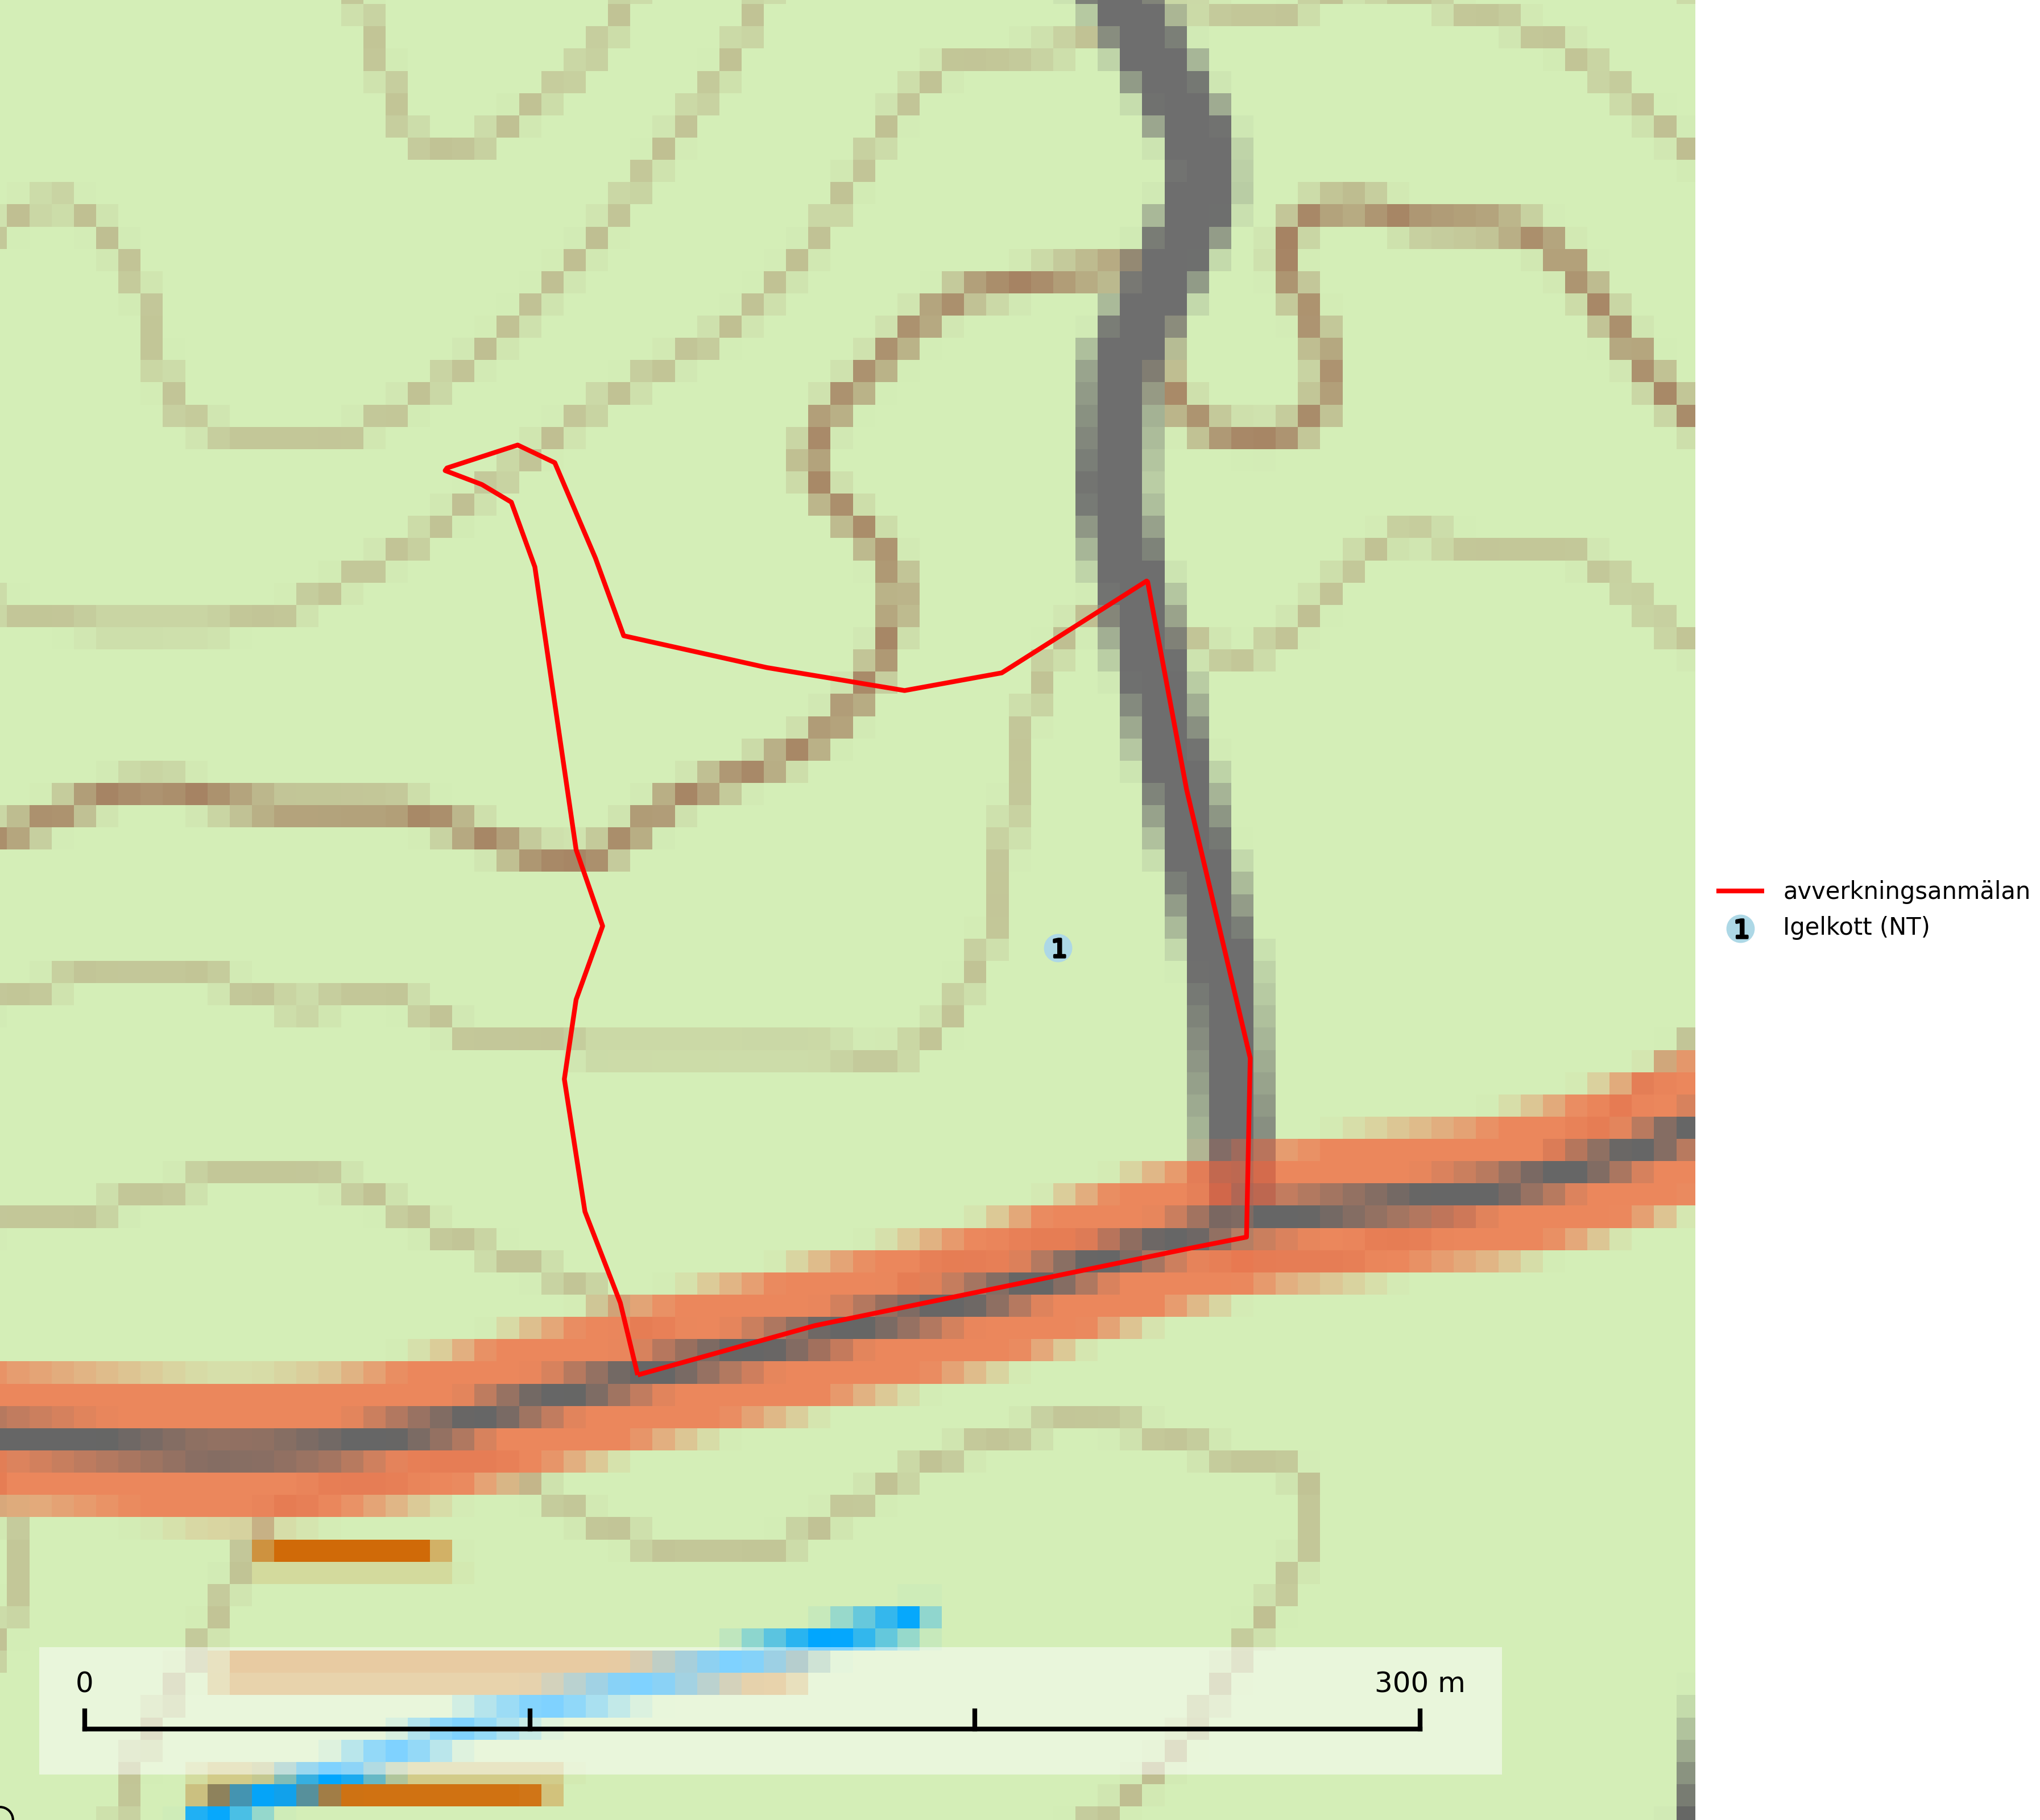 1
avverkningsanmälan
1 Igelkott (NT)
0 300 m